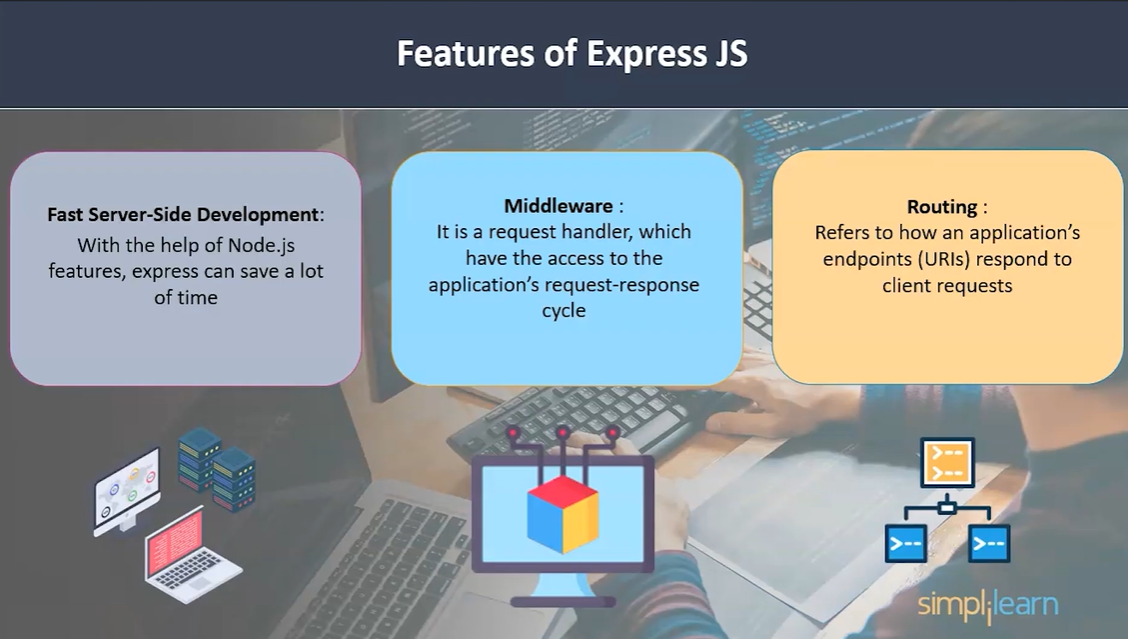 Features of Express JS
Fast Server-Side Development:
With the help of Node.js
features, express can save a lot
of time
Middleware :
It is a request handler, which
have the access to the
application's request-response
cycle
Routing :
Refers to how an application's
endpoints (URIs) respond to
client requests
simplilearn